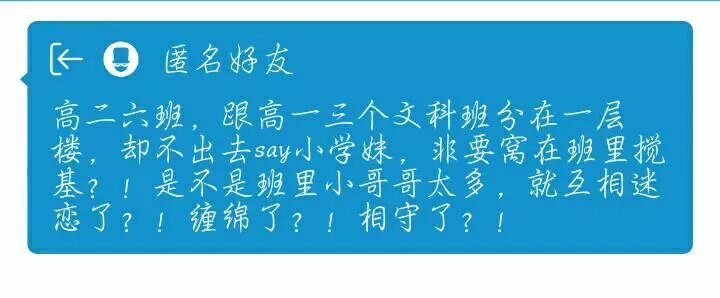 匿名好友
高二六班，跟高一三个文科班分在一层
楼，却不出去say小学妹，非要窝在班里搅
基？！是不是班里小哥哥太多，就互相迷
恋了？！缠绵了？！相守了？！